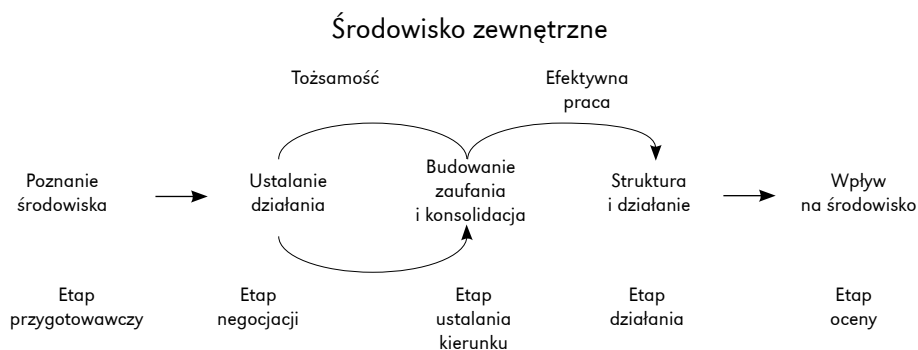 Środowisko zewnętrzne
Tożsamość
Efektywna
praca
Poznanie
środowiska
Ustalanie
działania
Budowanie
zaufania
i konsolidacja
Struktura
i działanie
Wpływ
na środowisko
Etap
przygotowawczy
Etap
negocjacji
Etap
ustalania
kierunku
Etap
działania
Etap
oceny